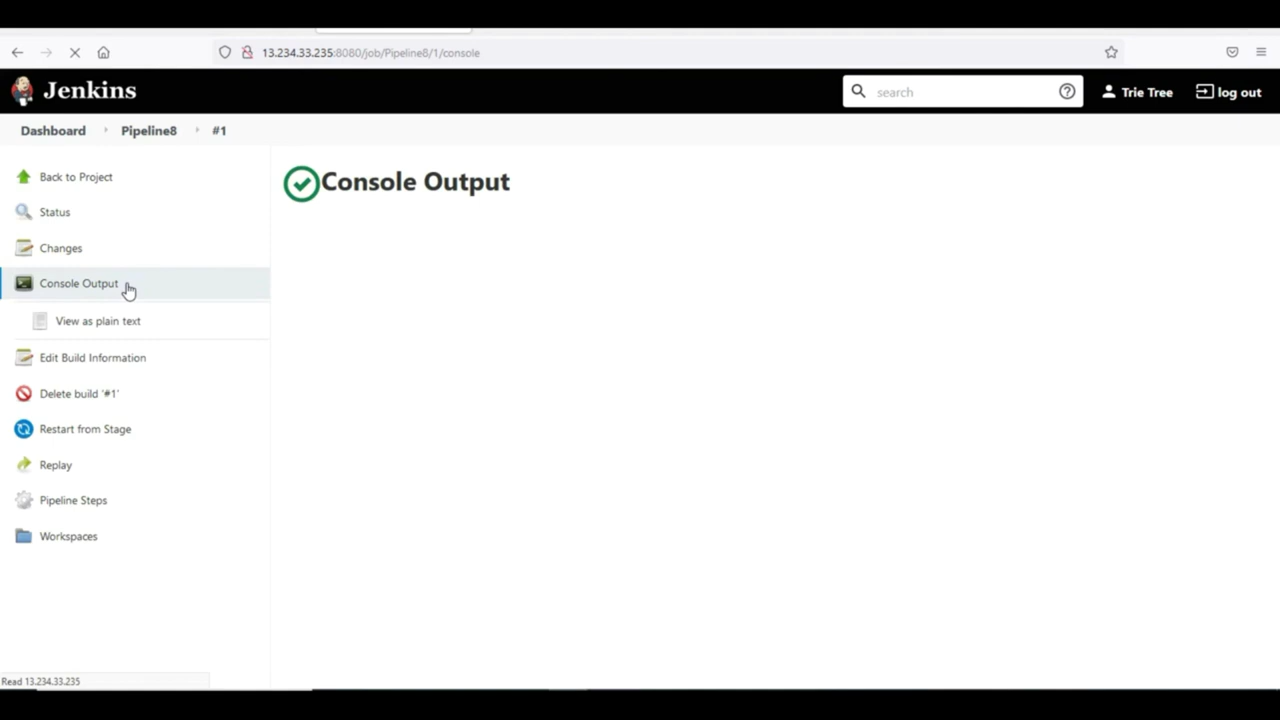 13.234.33.235:8080/job/Pipeline8/1/console
Jenkins
search
Trie Tree
log out
Dashboard
Pipeline8
#1
Back to Project
Status
Changes
Console Output
View as plain text
Edit Build Information
Delete build '#1'
Restart from Stage
Replay
Pipeline Steps
Workspaces
Console Output
Read 13.234.33.235